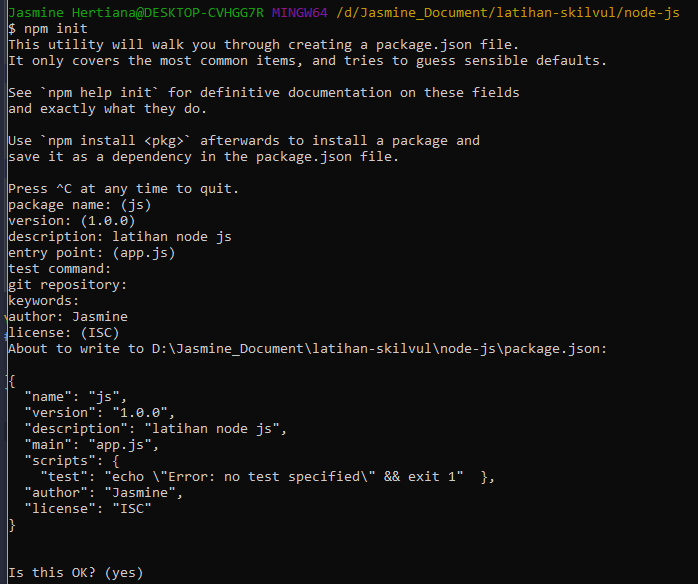 Jasmine Hertiana@DESKTOP-CVHGG7R MINGW64 /d/Jasmine_Document/latihan-skilvul/node-js
$ npm init
This utility will walk you through creating a package.json file.
It only covers the most common items, and tries to guess sensible defaults.
See `npm help init` for definitive documentation on these fields
and exactly what they do.
Use `npm install <pkg>` afterwards to install a package and
save it as a dependency in the package.json file.
Press ^C at any time to quit.
package name: (js)
version: (1.0.0)
description: latihan node js
entry point: (app.js)
test command:
git repository:
keywords:
author: Jasmine
license: (ISC)
About to write to D:\Jasmine_Document\latihan-skilvul\node-js\package.json:
{
  "name": "js",
  "version": "1.0.0",
  "description": "latihan node js",
  "main": "app.js",
  "scripts": {
    "test": "echo \"Error: no test specified\" && exit 1"  },
  "author": "Jasmine",
  "license": "ISC"
}
Is this OK? (yes)